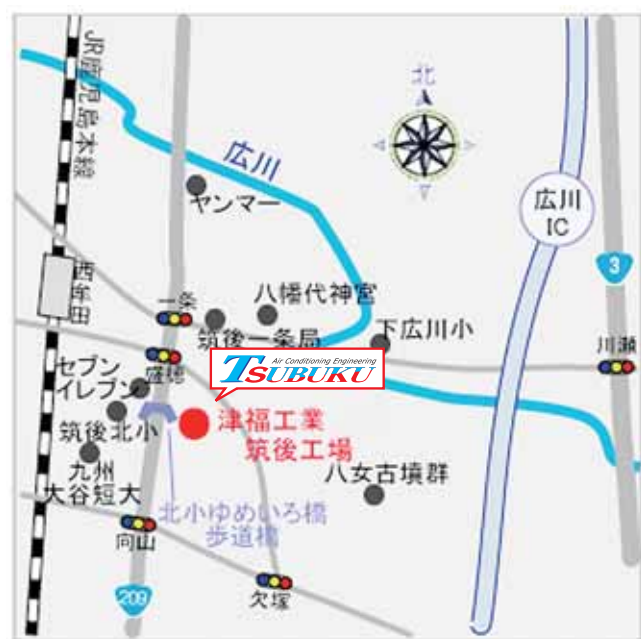 JR鹿児島本線
北
広川
ヤンマー
広川
IC
3
西牟田
一条
八幡代神宮
筑後一条局
下広川小
川瀬
盛徳
Air Conditioning Engineering
TSUBUKU
セブン
イレブン
津福工業
筑後工場
筑後北小
九州
大谷短大
八女古墳群
北小ゆめいろ橋
歩道橋
向山
欠塚
209